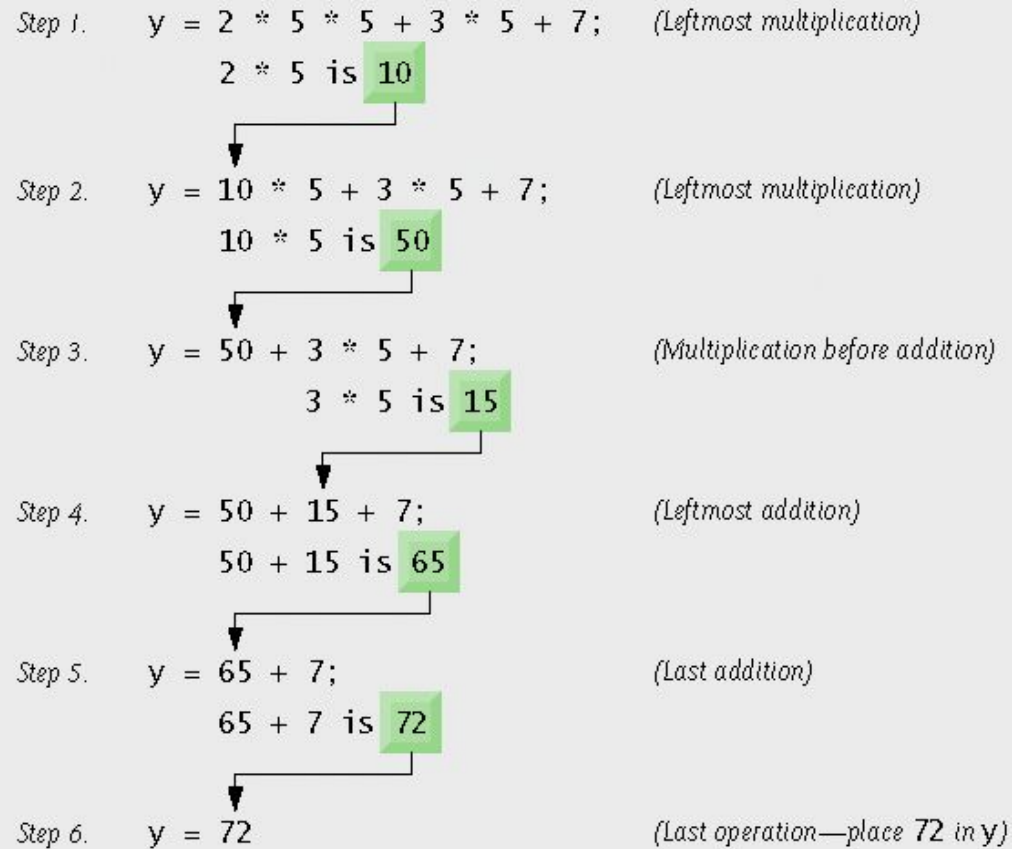 Step 1. y = 2 * 5 * 5 + 3 * 5 + 7; (Leftmost multiplication)
2 * 5 is 10
Step 2. y = 10 * 5 + 3 * 5 + 7; (Leftmost multiplication)
10 * 5 is 50
Step 3. y = 50 + 3 * 5 + 7; (Multiplication before addition)
3 * 5 is 15
Step 4. y = 50 + 15 + 7; (Leftmost addition)
50 + 15 is 65
Step 5. y = 65 + 7; (Last addition)
65 + 7 is 72
Step 6. y = 72 (Last operation—place 72 in y)